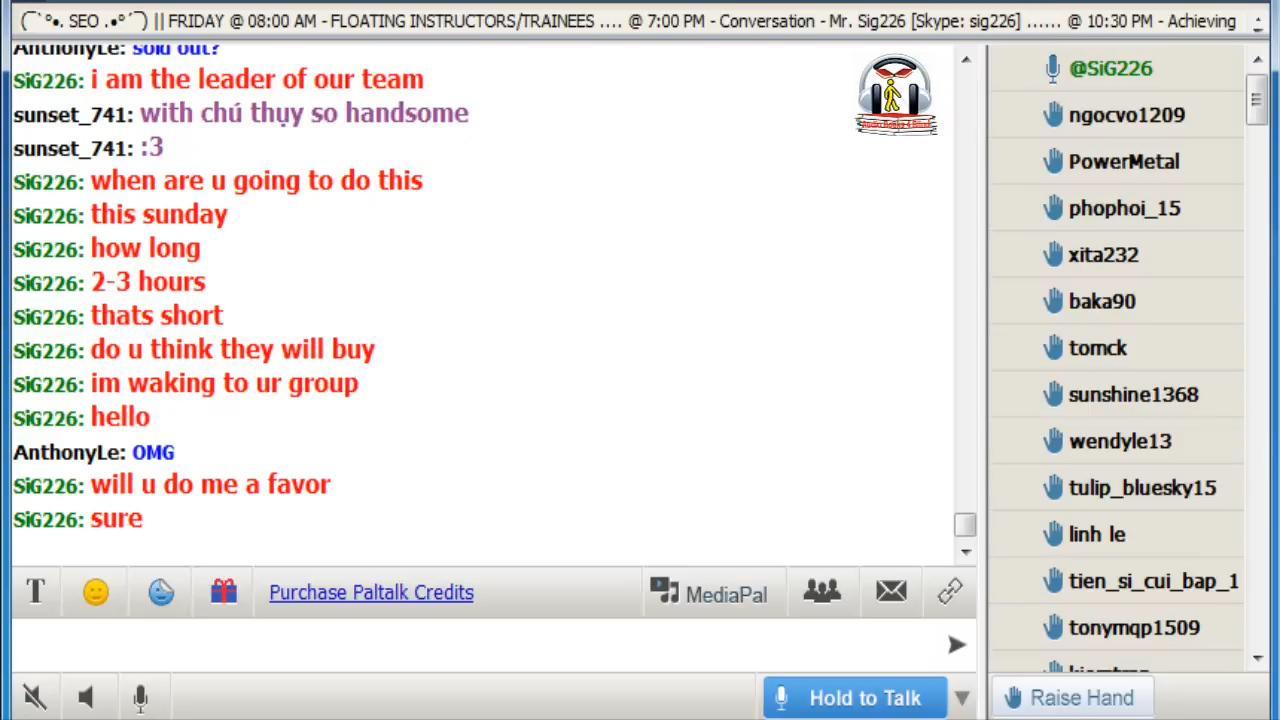 (¯`°•. SEO .•°´¯) || FRIDAY @ 08:00 AM - FLOATING INSTRUCTORS/TRAINEES .... @ 7:00 PM - Conversation - Mr. Sig226 [Skype: sig226] ...... @ 10:30 PM - Achieving
AnthonyLe: sold out?
SiG226: i am the leader of our team
sunset_741: with chú thụy so handsome
sunset_741: :3
SiG226: when are u going to do this
SiG226: this sunday
SiG226: how long
SiG226: 2-3 hours
SiG226: thats short
SiG226: do u think they will buy
SiG226: im waking to ur group
SiG226: hello
AnthonyLe: OMG
SiG226: will u do me a favor
SiG226: sure
T
Purchase Paltalk Credits
MediaPal
Hold to Talk
@SiG226
ngocvo1209
PowerMetal
phophoi_15
xita232
baka90
tomck
sunshine1368
wendyle13
tulip_bluesky15
linh le
tien_si_cui_bap_1
tonymqp1509
Raise Hand